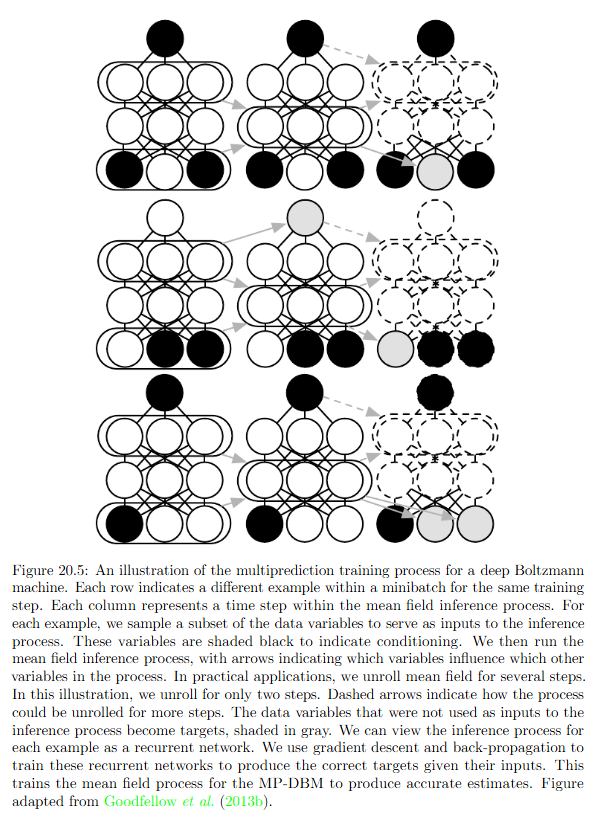 Figure 20.5: An illustration of the multiprediction training process for a deep Boltzmann
machine. Each row indicates a different example within a minibatch for the same training
step. Each column represents a time step within the mean field inference process. For
each example, we sample a subset of the data variables to serve as inputs to the inference
process. These variables are shaded black to indicate conditioning. We then run the
mean field inference process, with arrows indicating which variables influence which other
variables in the process. In practical applications, we unroll mean field for several steps.
In this illustration, we unroll for only two steps. Dashed arrows indicate how the process
could be unrolled for more steps. The data variables that were not used as inputs to the
inference process become targets, shaded in gray. We can view the inference process for
each example as a recurrent network. We use gradient descent and back-propagation to
train these recurrent networks to produce the correct targets given their inputs. This
trains the mean field process for the MP-DBM to produce accurate estimates. Figure
adapted from Goodfellow et al. (2013b).